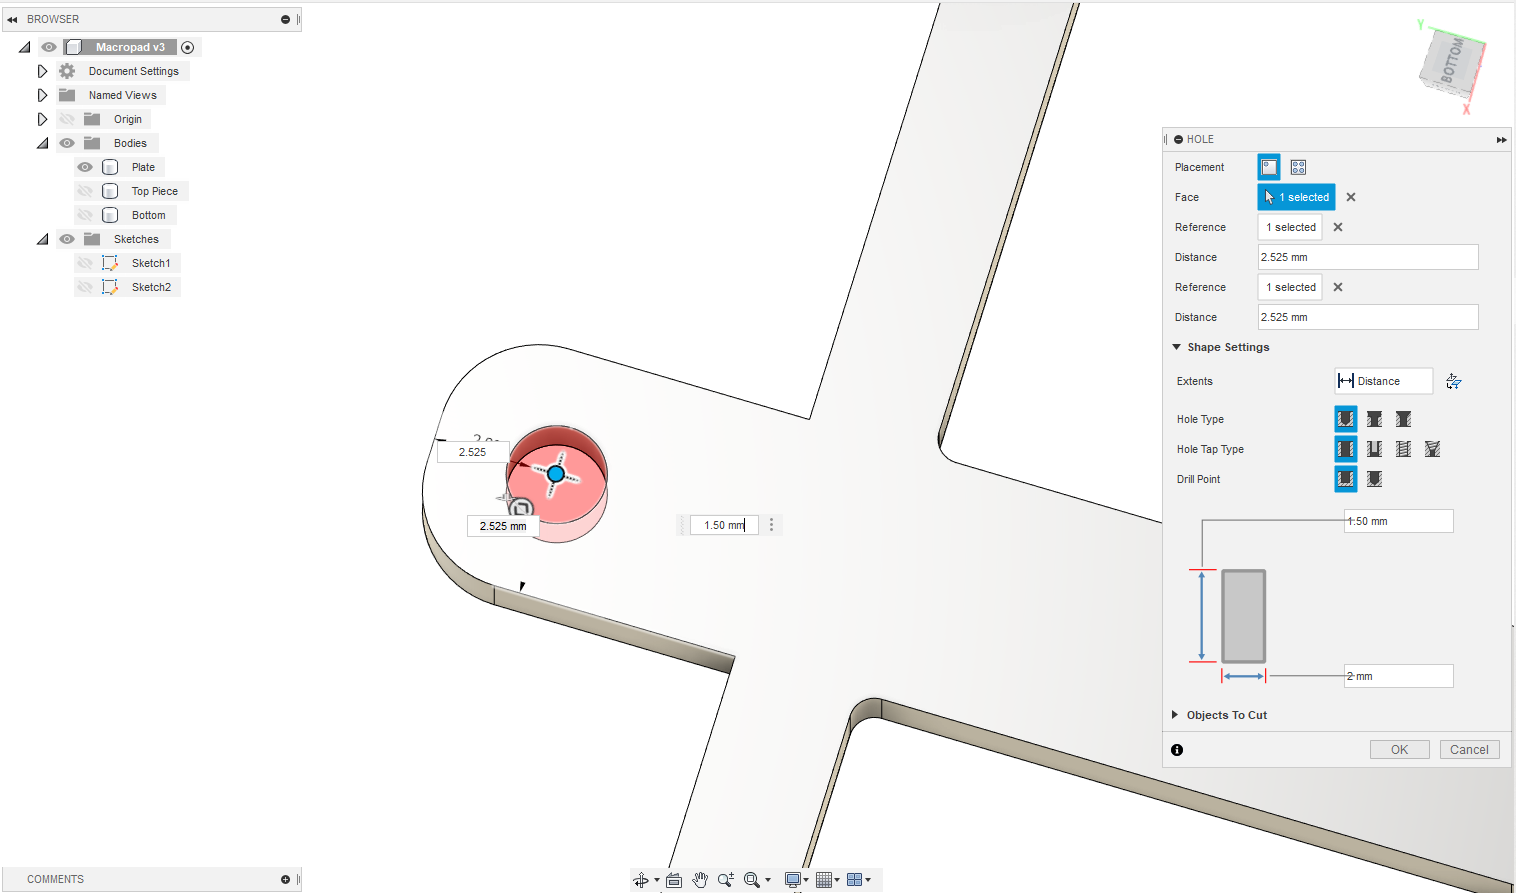 BROWSER
Macropad v3
Document Settings
Named Views
Origin
Bodies
Plate
Top Piece
Bottom
Sketches
Sketch1
Sketch2
Y
BOTTOM
X
HOLE
Placement
Face
1 selected
Reference
1 selected
Distance
2.525 mm
Reference
1 selected
Distance
2.525 mm
Shape Settings
Extents
Distance
Hole Type
Hole Tap Type
Drill Point
1.50 mm
2 mm
Objects To Cut
OK
Cancel
2.525
2.525 mm
1.50 mm
COMMENTS